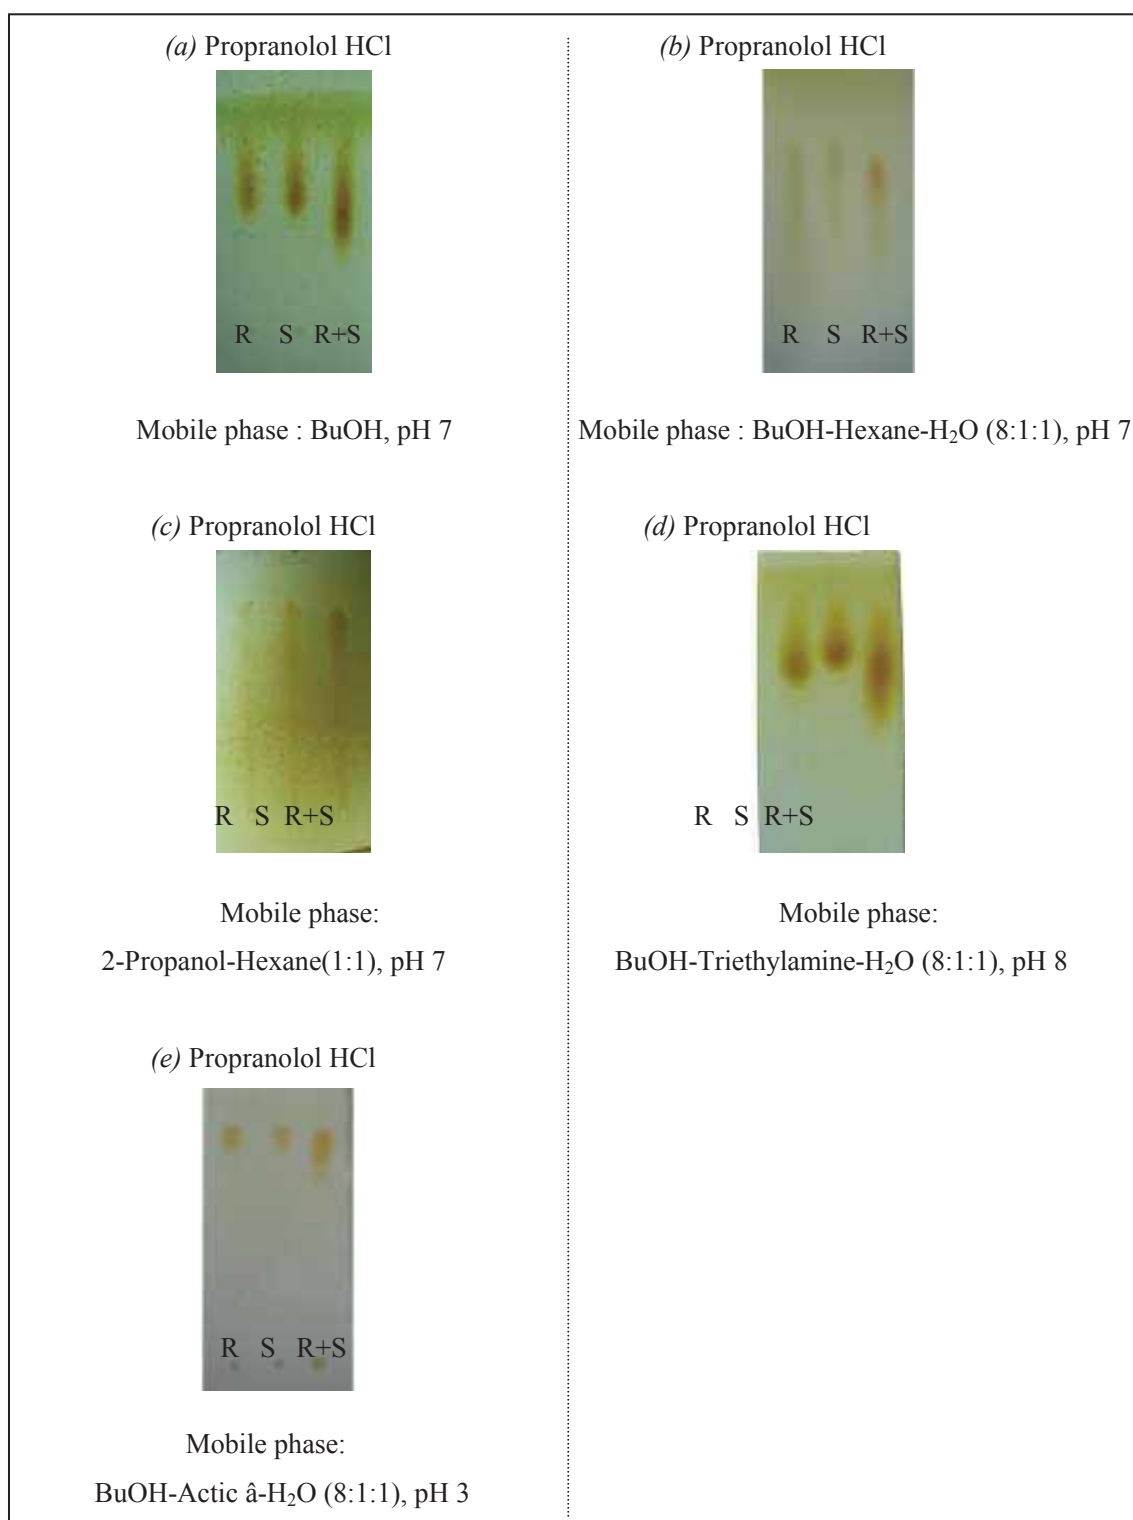 (a) Propranolol HCl
R S R+S
Mobile phase : BuOH, pH 7
(b) Propranolol HCl
R S R+S
Mobile phase : BuOH-Hexane-H₂O (8:1:1), pH 7
(c) Propranolol HCl
R S R+S
Mobile phase:
2-Propanol-Hexane(1:1), pH 7
(d) Propranolol HCl
R S R+S
Mobile phase:
BuOH-Triethylamine-H₂O (8:1:1), pH 8
(e) Propranolol HCl
R S R+S
Mobile phase:
BuOH-Actic â-H₂O (8:1:1), pH 3